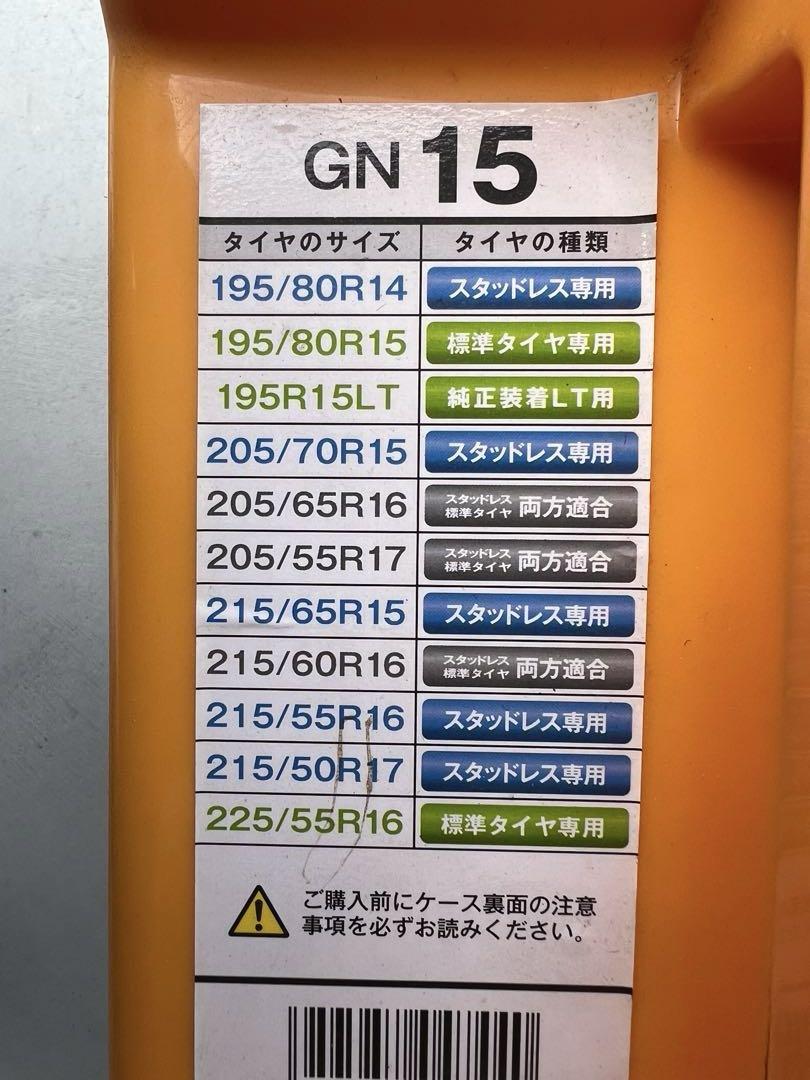 GN 15
タイヤのサイズ タイヤの種類
195/80R14 スタッドレス専用
195/80R15 標準タイヤ専用
195R15LT 純正装着LT用
205/70R15 スタッドレス専用
205/65R16 スタッドレス 標準タイヤ 両方適合
205/55R17 スタッドレス 標準タイヤ 両方適合
215/65R15 スタッドレス専用
215/60R16 スタッドレス 標準タイヤ 両方適合
215/55R16 スタッドレス専用
215/50R17 スタッドレス専用
225/55R16 標準タイヤ専用
ご購入前にケース裏面の注意
事項を必ずお読みください。